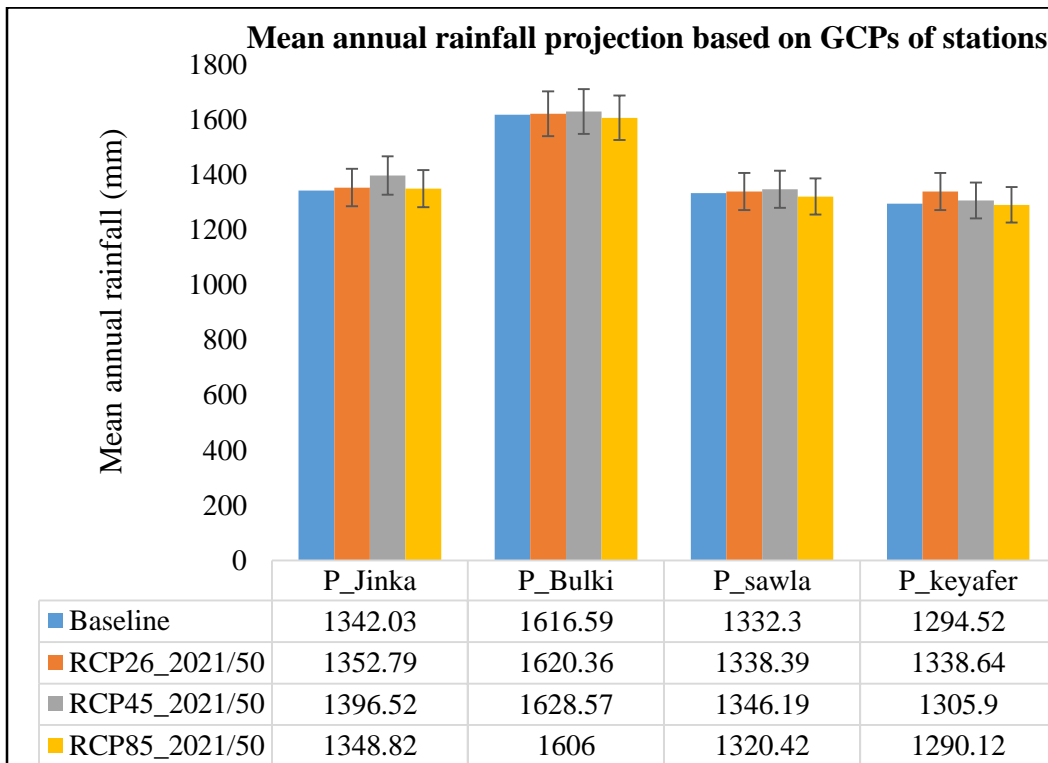 Mean annual rainfall projection based on GCPs of stations
Mean annual rainfall (mm)
1800
1600
1400
1200
1000
800
600
400
200
0
P_Jinka P_Bulki P_sawla P_keyafer
Baseline 1342.03 1616.59 1332.3 1294.52
RCP26_2021/50 1352.79 1620.36 1338.39 1338.64
RCP45_2021/50 1396.52 1628.57 1346.19 1305.9
RCP85_2021/50 1348.82 1606 1320.42 1290.12